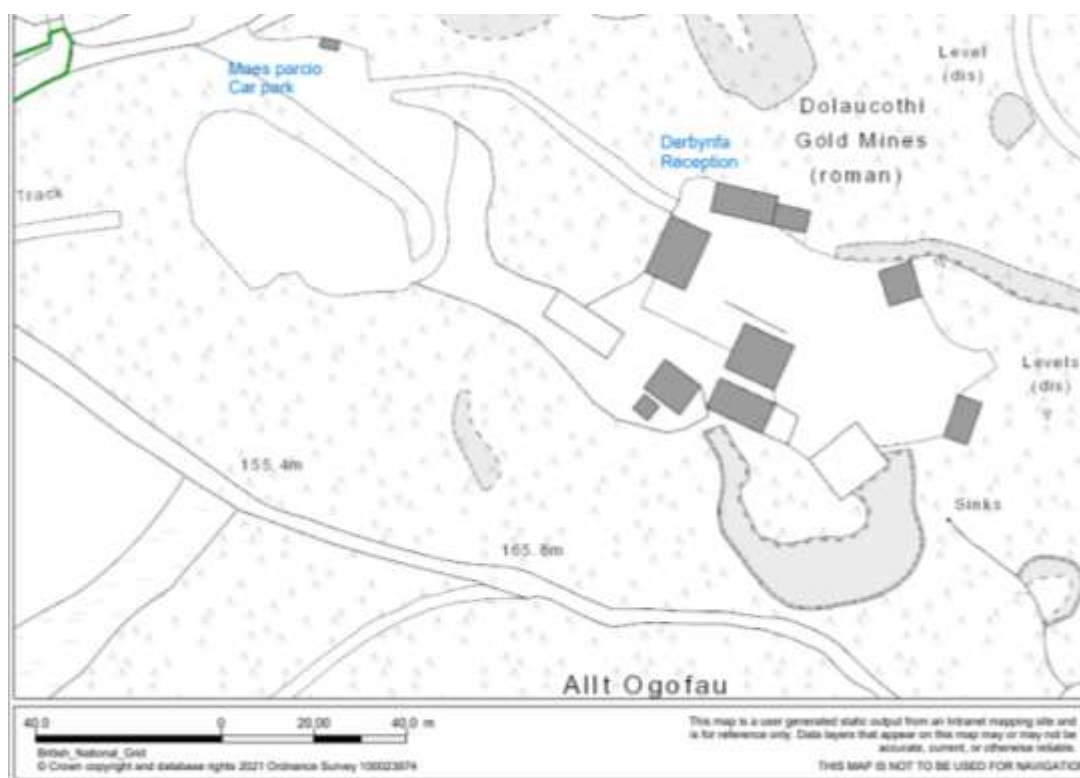 Maes parcio
Car park
Level
(dis)
Dolaucothi
Gold Mines
(roman)
Derbynfa
Reception
Track
Levels
(dis)
155.4m
Sinks
165.8m
Allt Ogofau
40.0 0 20.00 40.0 m
British_National_Grid
© Crown copyright and database rights 2021 Ordnance Survey 100023974
This map is a user generated static output from an Intranet mapping site and
is for reference only. Data layers that appear on this map may or may not be
accurate, current, or otherwise reliable.
THIS MAP IS NOT TO BE USED FOR NAVIGATIO